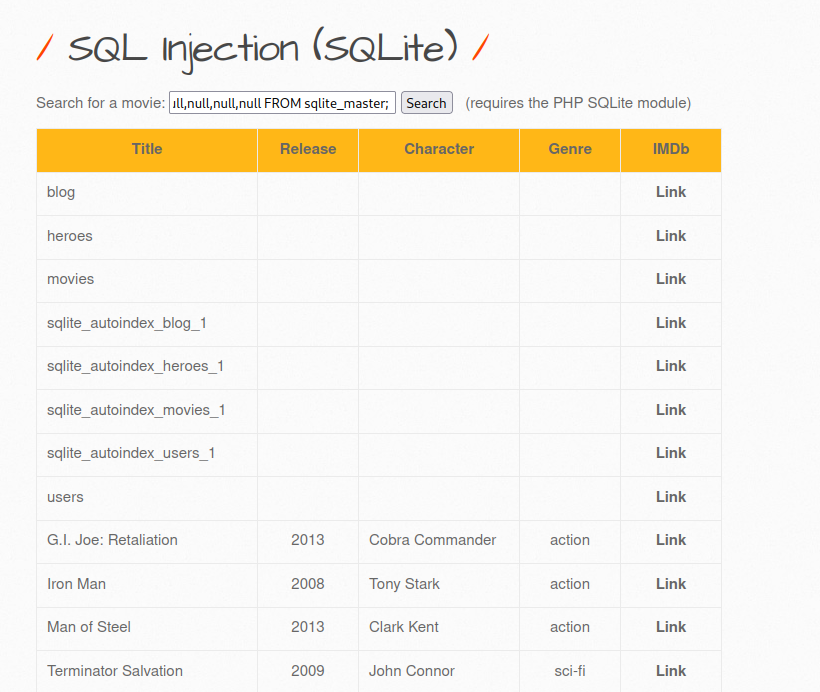 / SQL Injection (SQLite) /
Search for a movie: ull,null,null,null FROM sqlite_master; Search (requires the PHP SQLite module)
Title Release Character Genre IMDb
blog Link
heroes Link
movies Link
sqlite_autoindex_blog_1 Link
sqlite_autoindex_heroes_1 Link
sqlite_autoindex_movies_1 Link
sqlite_autoindex_users_1 Link
users Link
G.I. Joe: Retaliation 2013 Cobra Commander action Link
Iron Man 2008 Tony Stark action Link
Man of Steel 2013 Clark Kent action Link
Terminator Salvation 2009 John Connor sci-fi Link